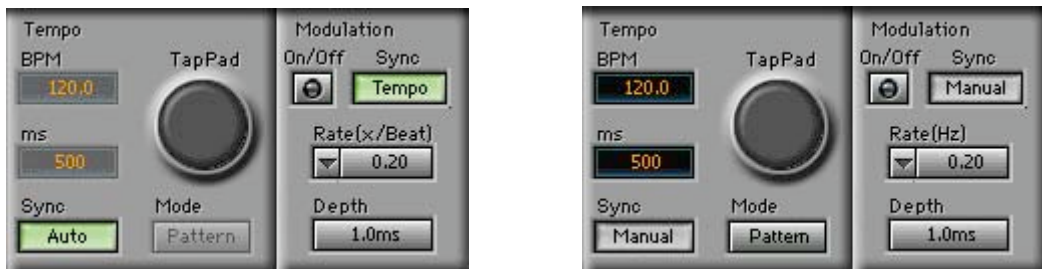 Tempo
BPM
TapPad
120.0
ms
500
Sync
Mode
Auto
Pattern
Modulation
On/Off
Sync
Tempo
Rate(x/Beat)
0.20
Depth
1.0ms
Tempo
BPM
TapPad
120.0
ms
500
Sync
Mode
Manual
Pattern
Modulation
On/Off
Sync
Manual
Rate(Hz)
0.20
Depth
1.0ms